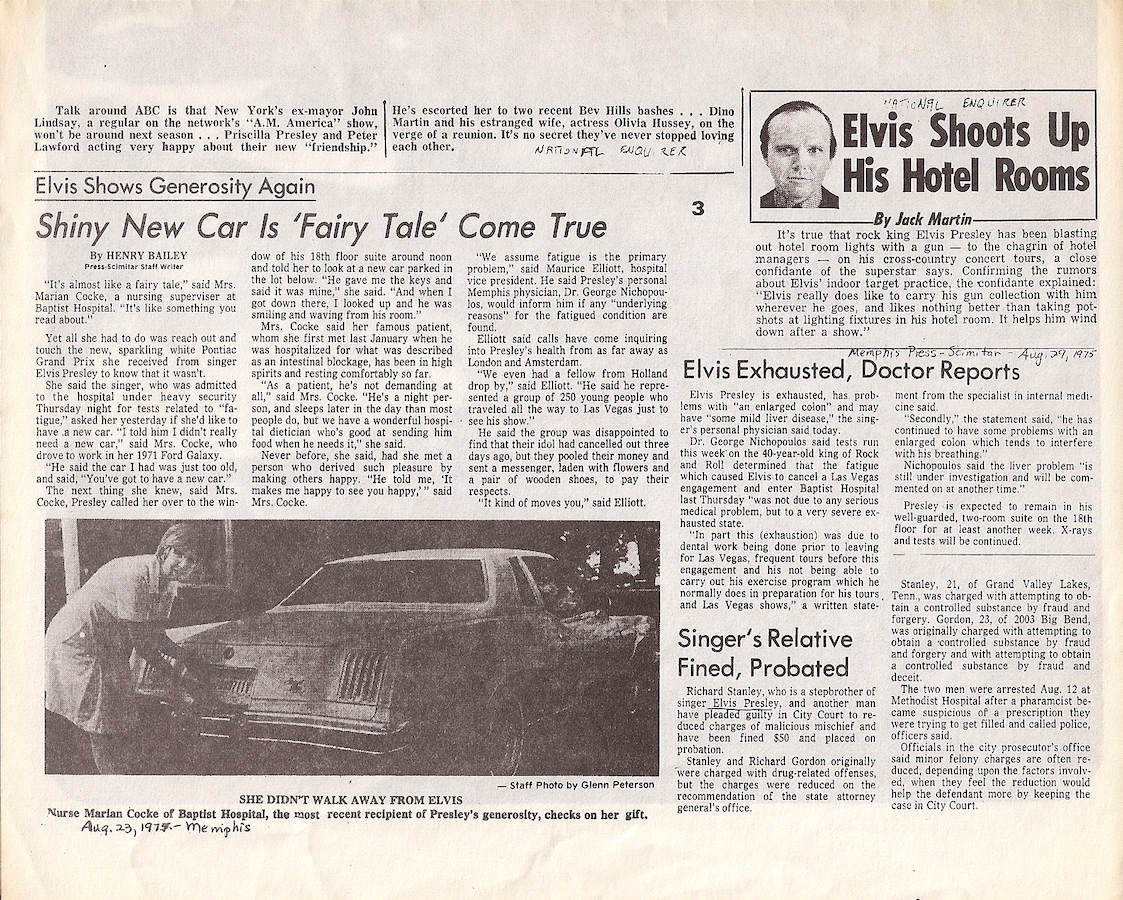 Talk around ABC is that New York's ex-mayor John
Lindsay, a regular on the network's "A.M. America" show,
won't be around next season . . . Priscilla Presley and Peter
Lawford acting very happy about their new "friendship."
He's escorted her to two recent Bev Hills bashes . . . Dino
Martin and his estranged wife, actress Olivia Hussey, on the
verge of a reunion. It's no secret they've never stopped loving
each other.
NATIONAL ENQUIRER
Elvis Shows Generosity Again
Shiny New Car Is 'Fairy Tale' Come True
By HENRY BAILEY
Press-Scimitar Staff Writer
"It's almost like a fairy tale," said Mrs.
Marian Cocke, a nursing superviser at
Baptist Hospital. "It's like something you
read about."
Yet all she had to do was reach out and
touch the new, sparkling white Pontiac
Grand Prix she received from singer
Elvis Presley to know that it wasn't.
She said the singer, who was admitted
to the hospital under heavy security
Thursday night for tests related to "fa-
tigue," asked her yesterday if she'd like to
have a new car. "I told him I didn't really
need a new car," said Mrs. Cocke, who
drove to work in her 1971 Ford Galaxy.
"He said the car I had was just too old,
and said, "You've got to have a new car."
The next thing she knew, said Mrs.
Cocke, Presley called her over to the win-
dow of his 18th floor suite around noon
and told her to look at a new car parked in
the lot below. "He gave me the keys and
said it was mine," she said. "And when I
got down there, I looked up and he was
smiling and waving from his room."
Mrs. Cocke said her famous patient,
whom she first met last January when he
was hospitalized for what was described
as an intestinal blockage, has been in high
spirits and resting comfortably so far.
"As a patient, he's not demanding at
all," said Mrs. Cocke. "He's a night per-
son, and sleeps later in the day than most
people do, but we have a wonderful hospi-
tal dietician who's good at sending him
food when he needs it," she said.
Never before, she said, had she met a
person who derived such pleasure by
making others happy. "He told me, 'It
makes me happy to see you happy,' " said
Mrs. Cocke.
"We assume fatigue is the primary
problem," said Maurice Elliott, hospital
vice president. He said Presley's personal
Memphis physician, Dr. George Nichopou-
los, would inform him if any "underlying
reasons" for the fatigued condition are
found.
Elliott said calls have come inquiring
into Presley's health from as far away as
London and Amsterdam.
"We even had a fellow from Holland
drop by," said Elliott. "He said he repre-
sented a group of 250 young people who
traveled all the way to Las Vegas just to
see his show."
He said the group was disappointed to
find that their idol had cancelled out three
days ago, but they pooled their money and
sent a messenger, laden with flowers and
a pair of wooden shoes, to pay their
respects.
"It kind of moves you," said Elliott.
— Staff Photo by Glenn Peterson
SHE DIDN'T WALK AWAY FROM ELVIS
Nurse Marian Cocke of Baptist Hospital, the most recent recipient of Presley's generosity, checks on her gift.
Aug. 23, 1975 - Memphis
3
NATIONAL ENQUIRER
Elvis Shoots Up
His Hotel Rooms
By Jack Martin
It's true that rock king Elvis Presley has been blasting
out hotel room lights with a gun — to the chagrin of hotel
managers — on his cross-country concert tours, a close
confidante of the superstar says. Confirming the rumors
about Elvis' indoor target practice, the confidante explained:
"Elvis really does like to carry his gun collection with him
wherever he goes, and likes nothing better than taking pot-
shots at lighting fixtures in his hotel room. It helps him wind
down after a show."
Memphis Press-Scimitar - Aug. 29, 1975
Elvis Exhausted, Doctor Reports
Elvis Presley is exhausted, has prob-
lems with "an enlarged colon" and may
have "some mild liver disease," the sing-
er's personal physician said today.
Dr. George Nichopoulos said tests run
this week on the 40-year-old king of Rock
and Roll determined that the fatigue
which caused Elvis to cancel a Las Vegas
engagement and enter Baptist Hospital
last Thursday "was not due to any serious
medical problem, but to a very severe ex-
hausted state.
"In part this (exhaustion) was due to
dental work being done prior to leaving
for Las Vegas, frequent tours before this
engagement and his not being able to
carry out his exercise program which he
normally does in preparation for his tours
and Las Vegas shows," a written state-
ment from the specialist in internal medi-
cine said.
"Secondly," the statement said, "he has
continued to have some problems with an
enlarged colon which tends to interfere
with his breathing."
Nichopoulos said the liver problem "is
still under investigation and will be com-
mented on at another time."
Presley is expected to remain in his
well-guarded, two-room suite on the 18th
floor for at least another week. X-rays
and tests will be continued.
Singer's Relative
Fined, Probated
Richard Stanley, who is a stepbrother of
singer Elvis Presley, and another man
have pleaded guilty in City Court to re-
duced charges of malicious mischief and
have been fined $50 and placed on
probation.
Stanley and Richard Gordon originally
were charged with drug-related offenses,
but the charges were reduced on the
recommendation of the state attorney
general's office.
Stanley, 21, of Grand Valley Lakes,
Tenn., was charged with attempting to ob-
tain a controlled substance by fraud and
forgery. Gordon, 23, of 2003 Big Bend,
was originally charged with attempting to
obtain a controlled substance by fraud
and forgery and with attempting to obtain
a controlled substance by fraud and
deceit.
The two men were arrested Aug. 12 at
Methodist Hospital after a pharamcist be-
came suspicious of a prescription they
were trying to get filled and called police,
officers said.
Officials in the city prosecutor's office
said minor felony charges are often re-
duced, depending upon the factors involv-
ed, when they feel the reduction would
help the defendant more by keeping the
case in City Court.